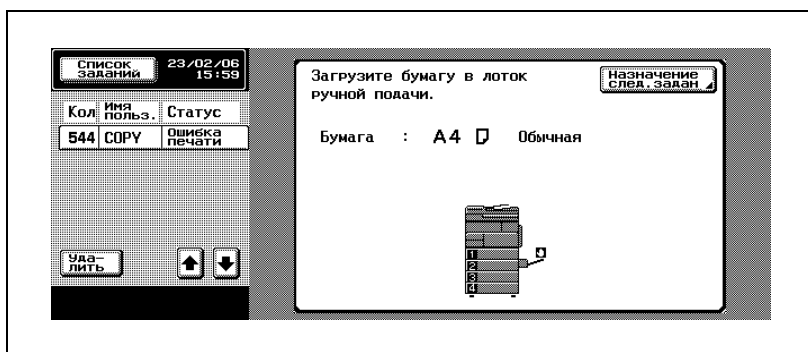 Список
заданий
23/02/06
15:59
Кол
Имя
польз.
Статус
544
COPY
Ошибка
печати
Уда-
лить
Загрузите бумагу в лоток
ручной подачи.
Назначение
след.задан
Бумага : A4 Обычная
1
2
3
4